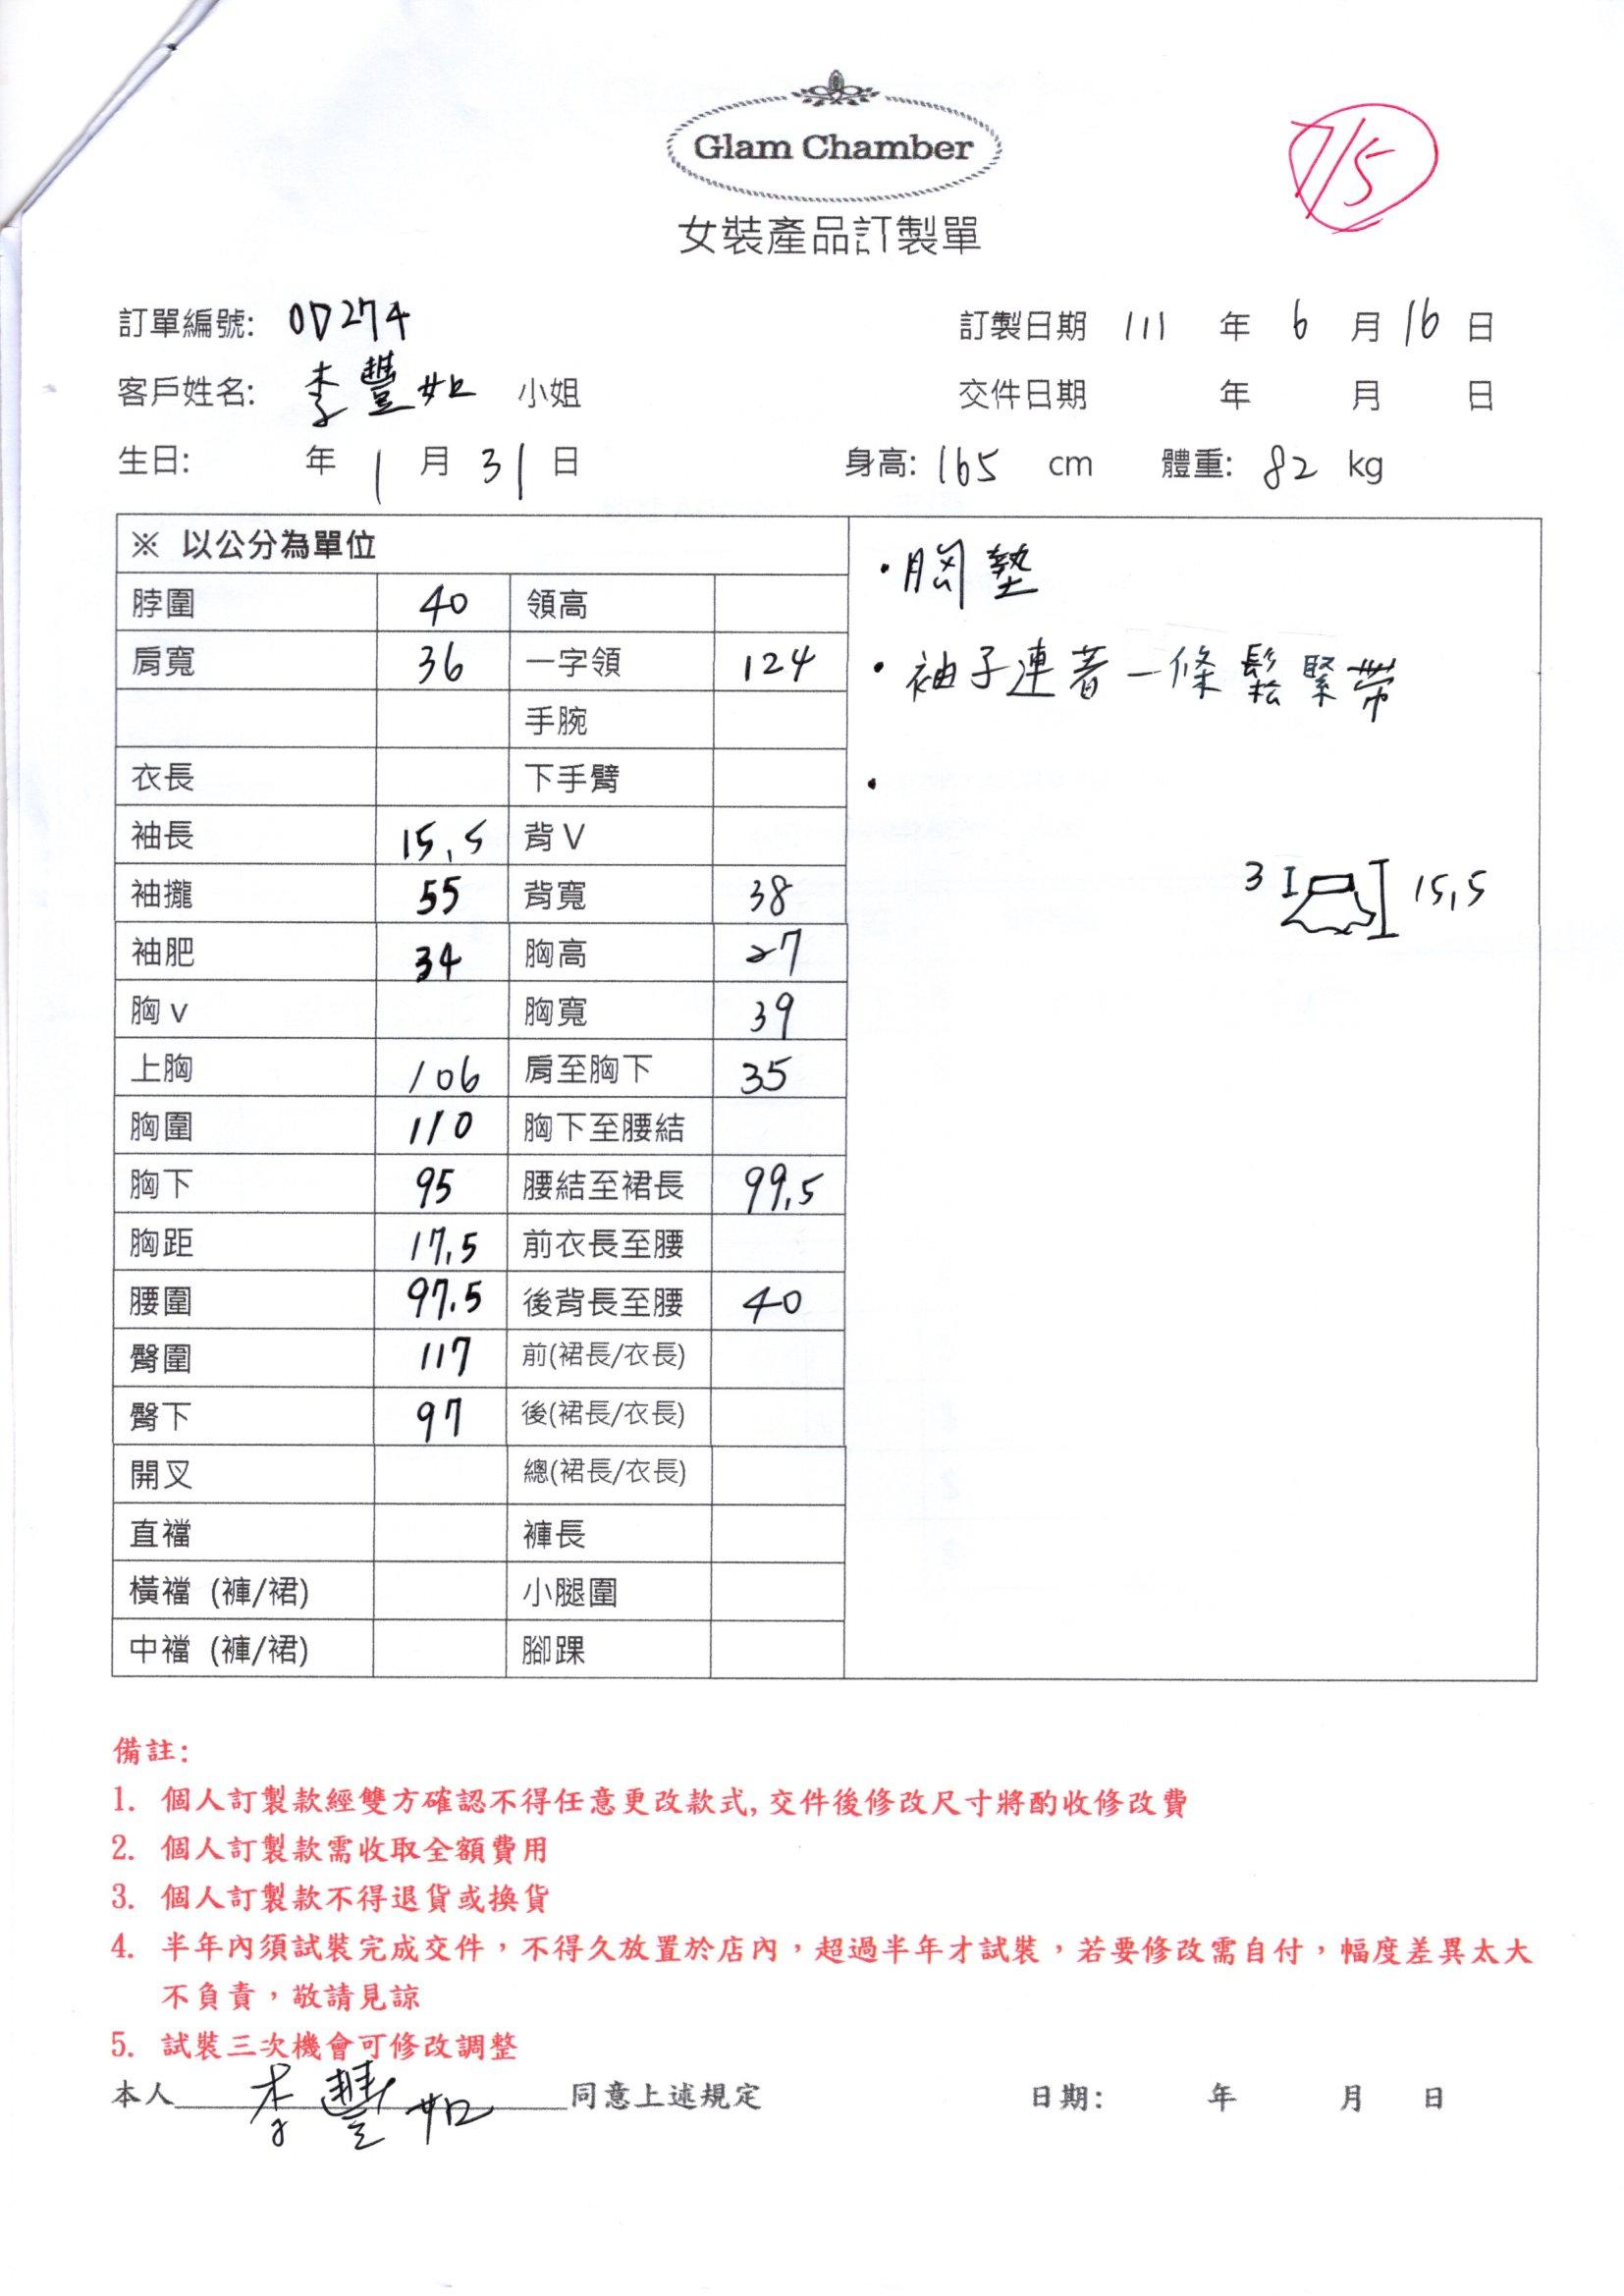 Glam Chamber
7/5
女裝產品訂製單
訂單編號: OD274
訂製日期 111 年 6 月 16 日
客戶姓名: 李豐如 小姐
交件日期 年 月 日
生日: 年 1 月 31 日
身高: 165 cm 體重: 82 kg
※ 以公分為單位
脖圍 40 領高
肩寬 36 一字領 124
手腕
衣長 下手臂
袖長 15.5 背V
袖攏 55 背寬 38
袖肥 34 胸高 27
胸v 胸寬 39
上胸 106 肩至胸下 35
胸圍 110 胸下至腰結
胸下 95 腰結至裙長 99.5
胸距 17.5 前衣長至腰
腰圍 97.5 後背長至腰 40
臀圍 117 前(裙長/衣長)
臀下 97 後(裙長/衣長)
開叉 總(裙長/衣長)
直襠 褲長
橫襠 (褲/裙) 小腿圍
中襠 (褲/裙) 腳踝
•胸墊
•袖子連著一條鬆緊帶
•
3 15.5
備註:
1. 個人訂製款經雙方確認不得任意更改款式,交件後修改尺寸將酌收修改費
2. 個人訂製款需收取全額費用
3. 個人訂製款不得退貨或換貨
4. 半年內須試裝完成交件，不得久放置於店內，超過半年才試裝，若要修改需自付，幅度差異太大
不負責，敬請見諒
5. 試裝三次機會可修改調整
本人 李豐如 同意上述規定
日期: 年 月 日